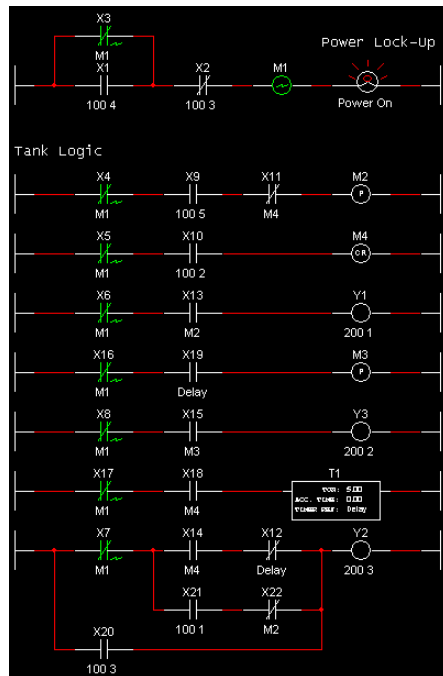 X3
Power Lock-Up
M1
X1 X2 M1
100 4 100 3 Power On
Tank Logic
X4 X9 X11 M2
P
M1 100 5 M4
X5 X10 M4
CR
M1 100 2
X6 X13 Y1
M1 M2 200 1
X16 X19 M3
P
M1 Delay
X8 X15 Y3
M1 M3 200 2
X17 X18 T1
TON: 5.00
ACC. TIME: 0.00
TIMER REF: Delay
M1 M4
X7 X14 X12 Y2
M1 M4 Delay 200 3
X21 X22
100 1 M2
X20
100 3